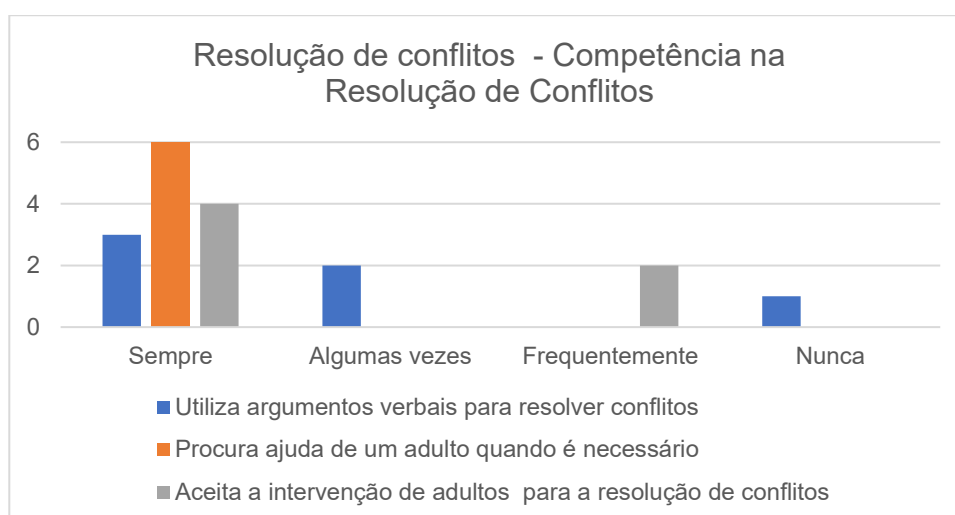 Resolução de conflitos - Competência na
Resolução de Conflitos
6
4
2
0
Sempre
Algumas vezes
Frequentemente
Nunca
Utiliza argumentos verbais para resolver conflitos
Procura ajuda de um adulto quando é necessário
Aceita a intervenção de adultos para a resolução de conflitos